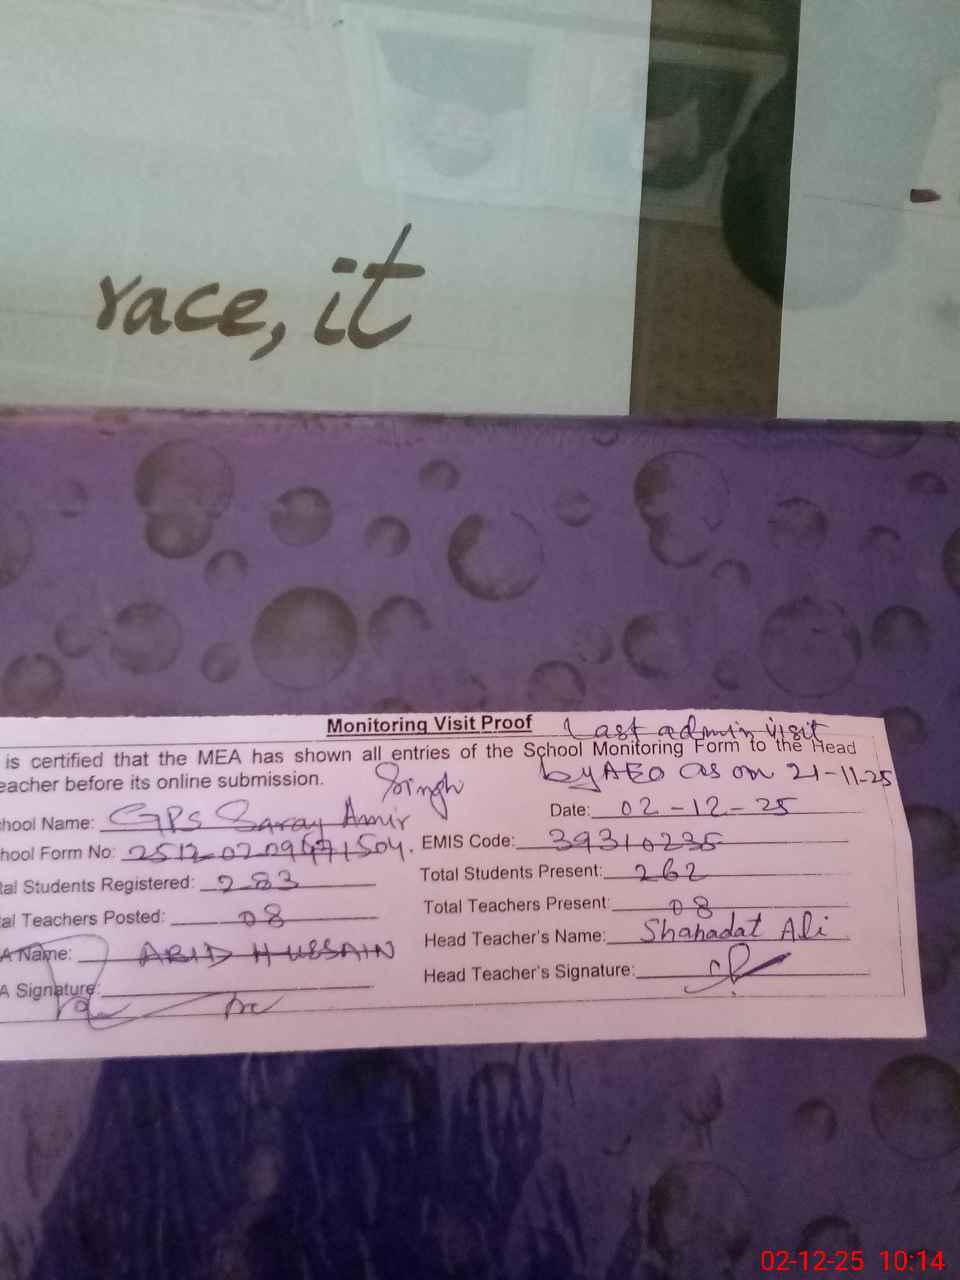 race, it
Monitoring Visit Proof Last admin visit
is certified that the MEA has shown all entries of the School Monitoring Form to the Head
eacher before its online submission. by AEO as on 21-11-25
Singh
hool Name: GPS Saray Amir Date: 02-12-25
hool Form No: EMIS Code: 39310235
tal Students Registered: 283 Total Students Present: 262
al Teachers Posted: 08 Total Teachers Present: 08
A Name: ABID HUSSAIN Head Teacher's Name: Shahadat Ali
A Signature: Head Teacher's Signature:
02-12-25 10:14